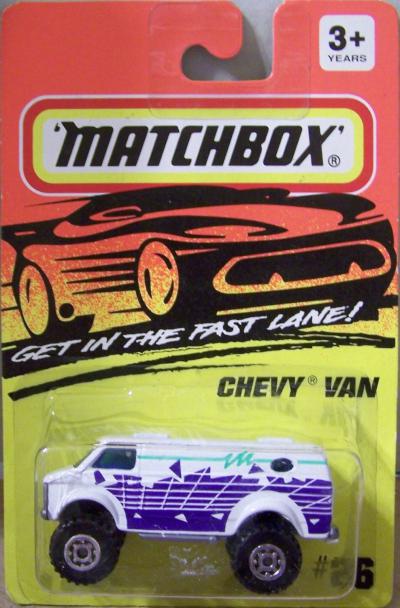 3+
YEARS
'MATCHBOX'®
GET IN THE FAST LANE!
CHEVY® VAN